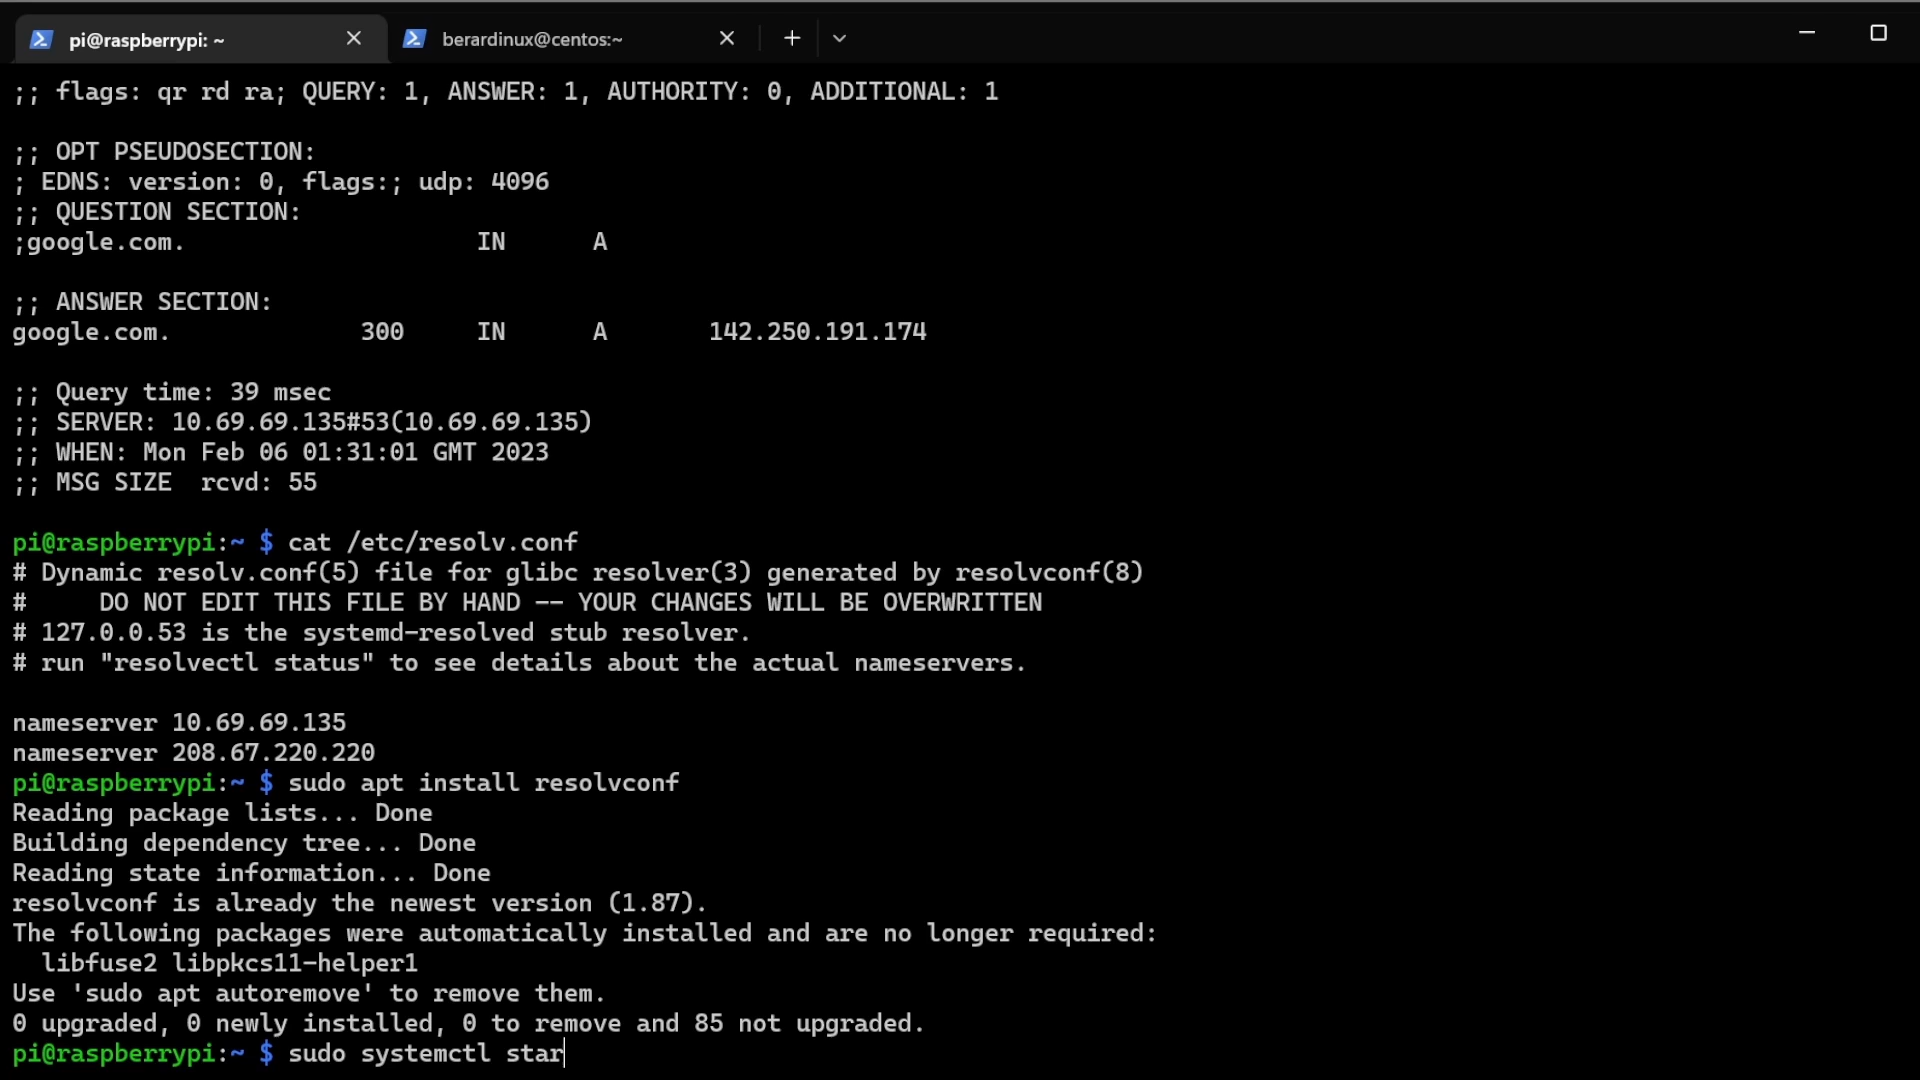 pi@raspberrypi: ~
berardinux@centos:~
;; flags: qr rd ra; QUERY: 1, ANSWER: 1, AUTHORITY: 0, ADDITIONAL: 1
;; OPT PSEUDOSECTION:
; EDNS: version: 0, flags:; udp: 4096
;; QUESTION SECTION:
;google.com. IN A
;; ANSWER SECTION:
google.com. 300 IN A 142.250.191.174
;; Query time: 39 msec
;; SERVER: 10.69.69.135#53(10.69.69.135)
;; WHEN: Mon Feb 06 01:31:01 GMT 2023
;; MSG SIZE  rcvd: 55
pi@raspberrypi:~ $ cat /etc/resolv.conf
# Dynamic resolv.conf(5) file for glibc resolver(3) generated by resolvconf(8)
#     DO NOT EDIT THIS FILE BY HAND -- YOUR CHANGES WILL BE OVERWRITTEN
# 127.0.0.53 is the systemd-resolved stub resolver.
# run "resolvectl status" to see details about the actual nameservers.
nameserver 10.69.69.135
nameserver 208.67.220.220
pi@raspberrypi:~ $ sudo apt install resolvconf
Reading package lists... Done
Building dependency tree... Done
Reading state information... Done
resolvconf is already the newest version (1.87).
The following packages were automatically installed and are no longer required:
  libfuse2 libpkcs11-helper1
Use 'sudo apt autoremove' to remove them.
0 upgraded, 0 newly installed, 0 to remove and 85 not upgraded.
pi@raspberrypi:~ $ sudo systemctl star